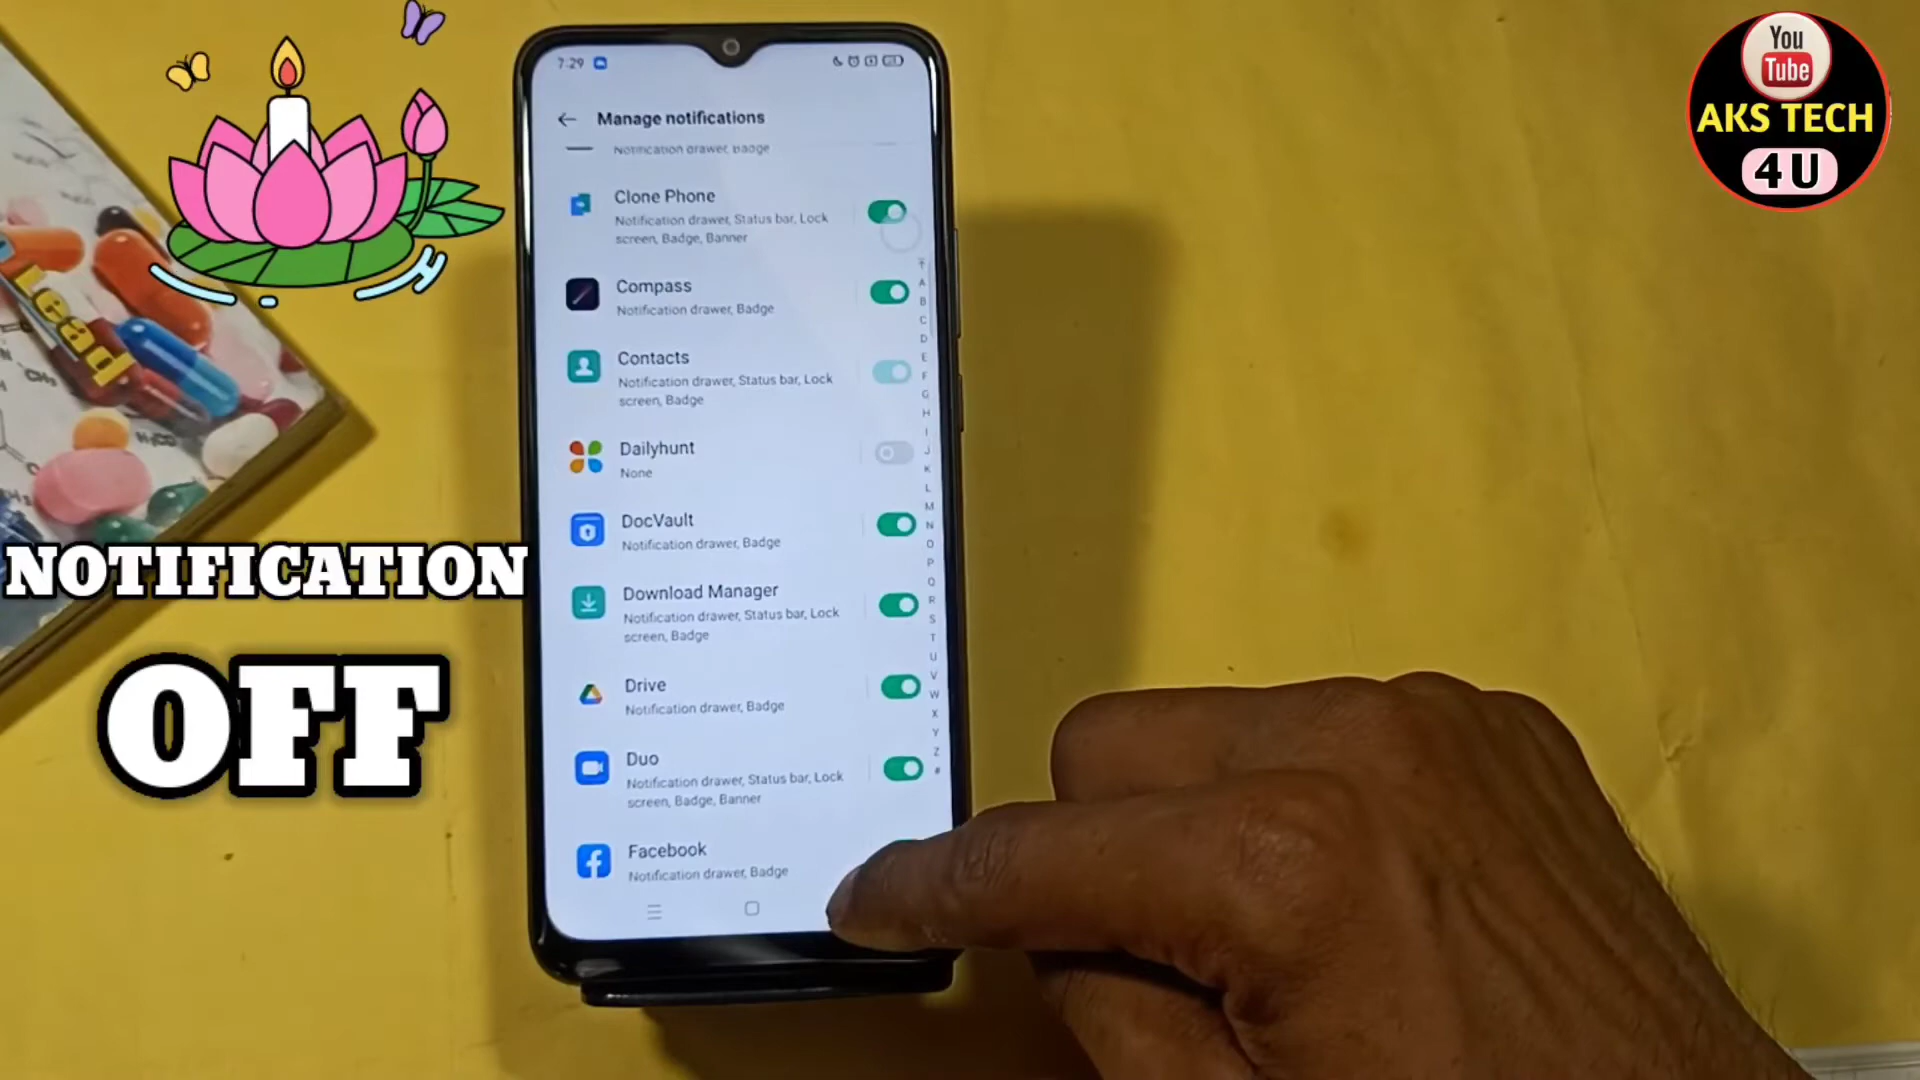 7:29
Manage notifications
Notification drawer, Badge
Clone Phone
Notification drawer, Status bar, Lock
screen, Badge, Banner
Compass
Notification drawer, Badge
Contacts
Notification drawer, Status bar, Lock
screen, Badge
Dailyhunt
None
DocVault
Notification drawer, Badge
Download Manager
Notification drawer, Status bar, Lock
screen, Badge
Drive
Notification drawer, Badge
Duo
Notification drawer, Status bar, Lock
screen, Badge, Banner
Facebook
Notification drawer, Badge
A
B
C
D
E
F
G
H
I
J
K
L
M
N
O
P
Q
R
S
T
U
V
W
X
Y
Z
#
NOTIFICATION
OFF
You
Tube
AKS TECH
4U
Lead
CH₃
H₃CO